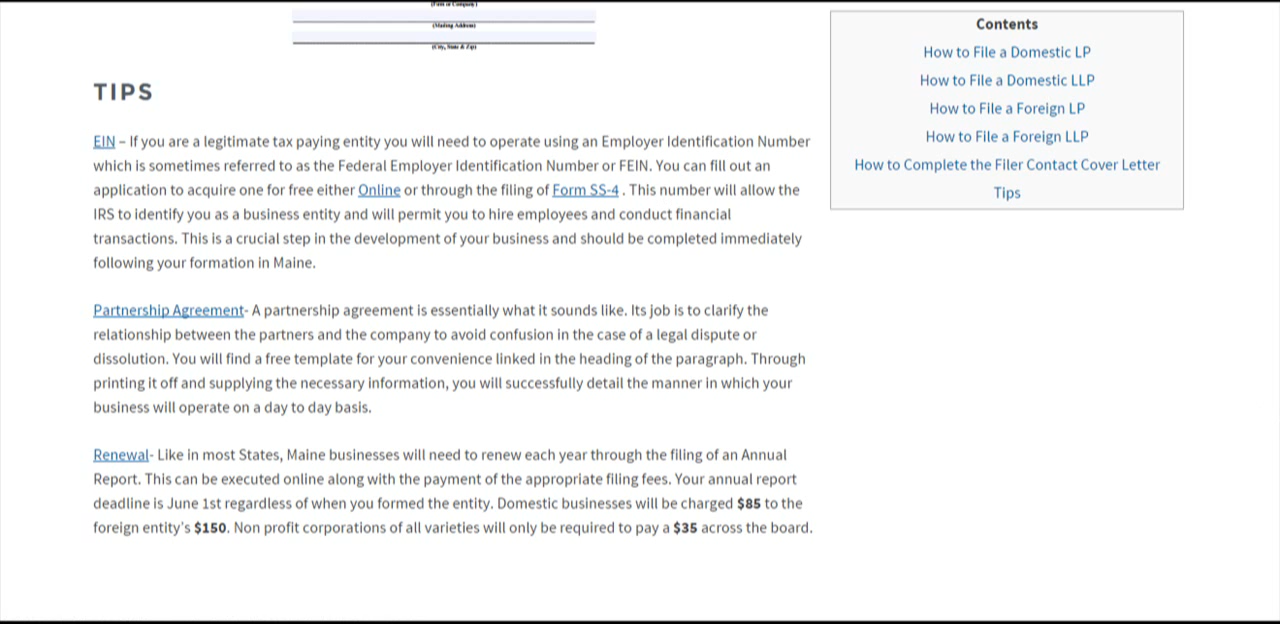 (Firm or Company)
(Mailing Address)
(City, State & Zip)
TIPS
EIN – If you are a legitimate tax paying entity you will need to operate using an Employer Identification Number
which is sometimes referred to as the Federal Employer Identification Number or FEIN. You can fill out an
application to acquire one for free either Online or through the filing of Form SS-4 . This number will allow the
IRS to identify you as a business entity and will permit you to hire employees and conduct financial
transactions. This is a crucial step in the development of your business and should be completed immediately
following your formation in Maine.
Partnership Agreement- A partnership agreement is essentially what it sounds like. Its job is to clarify the
relationship between the partners and the company to avoid confusion in the case of a legal dispute or
dissolution. You will find a free template for your convenience linked in the heading of the paragraph. Through
printing it off and supplying the necessary information, you will successfully detail the manner in which your
business will operate on a day to day basis.
Renewal- Like in most States, Maine businesses will need to renew each year through the filing of an Annual
Report. This can be executed online along with the payment of the appropriate filing fees. Your annual report
deadline is June 1st regardless of when you formed the entity. Domestic businesses will be charged $85 to the
foreign entity's $150. Non profit corporations of all varieties will only be required to pay a $35 across the board.
Contents
How to File a Domestic LP
How to File a Domestic LLP
How to File a Foreign LP
How to File a Foreign LLP
How to Complete the Filer Contact Cover Letter
Tips